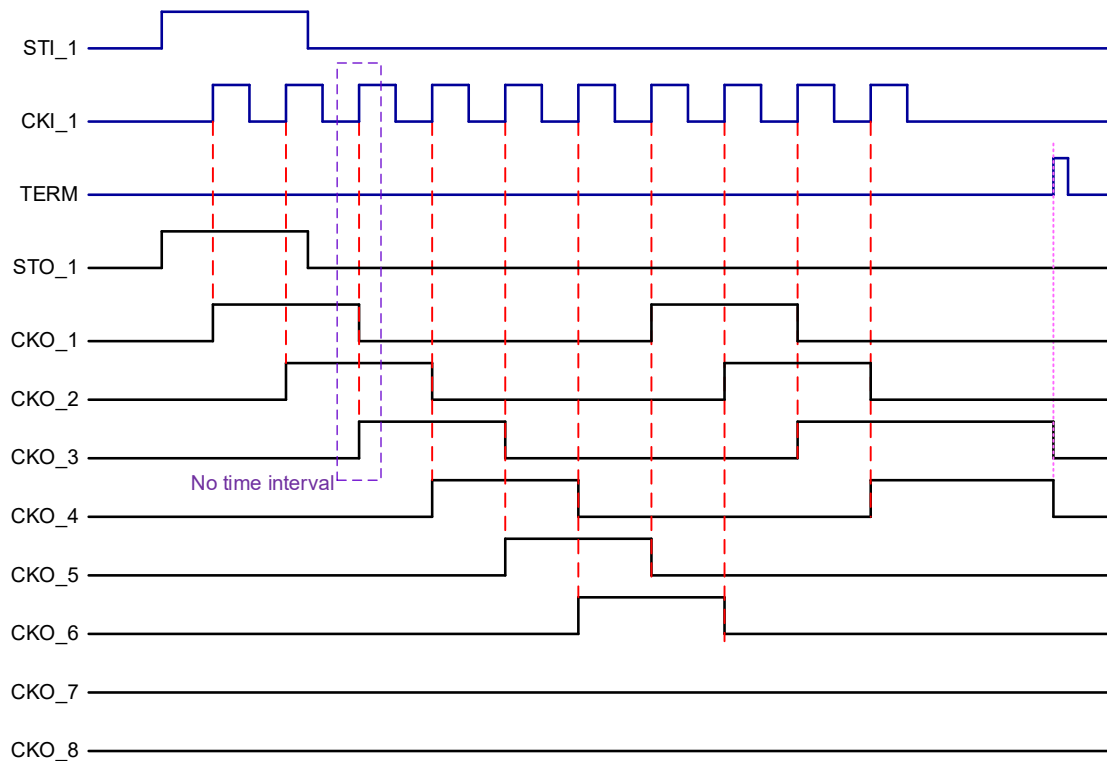 STI_1
CKI_1
TERM
STO_1
CKO_1
CKO_2
CKO_3
No time interval
CKO_4
CKO_5
CKO_6
CKO_7
CKO_8